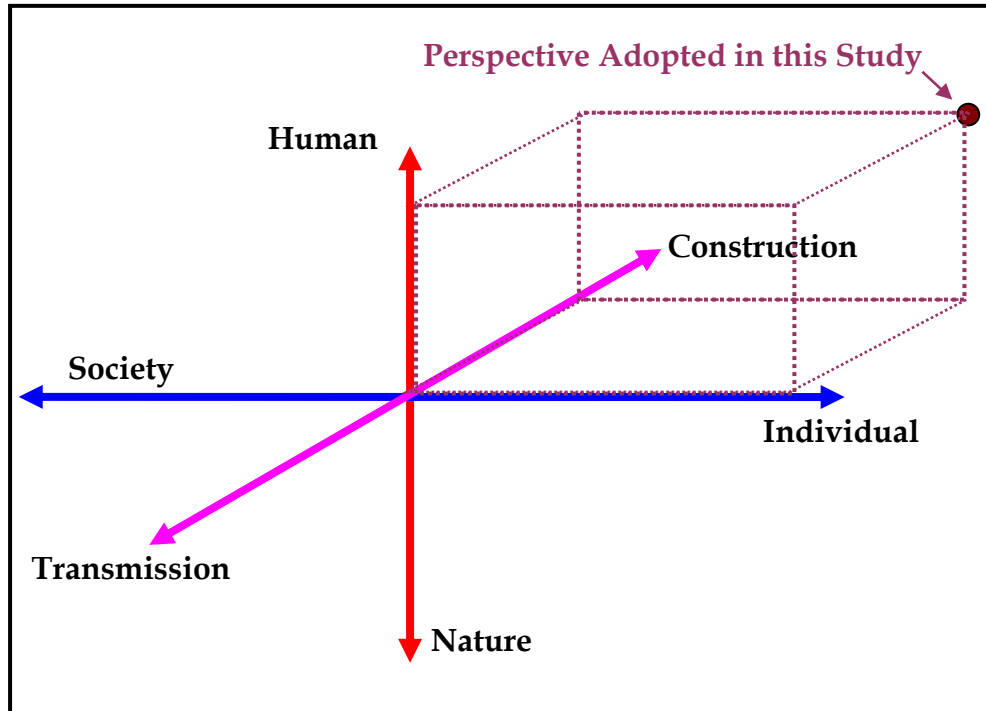 Perspective Adopted in this Study
Human
Construction
Society
Individual
Transmission
Nature